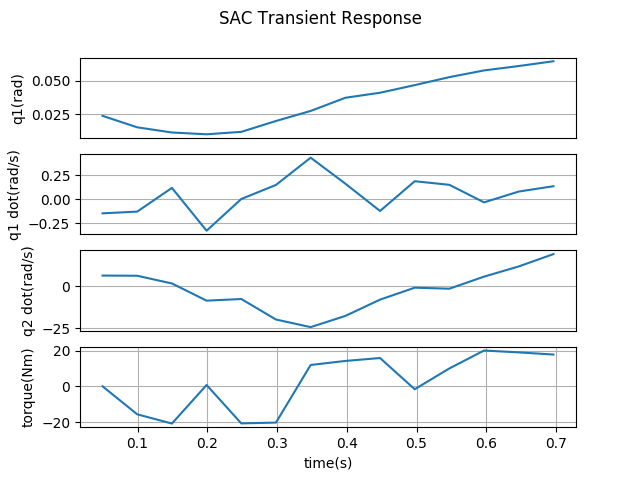 SAC Transient Response
q1(rad)
0.050
0.025
q1 dot(rad/s)
0.25
0.00
−0.25
q2 dot(rad/s)
0
−25
torque(Nm)
20
0
−20
0.1 0.2 0.3 0.4 0.5 0.6 0.7
time(s)